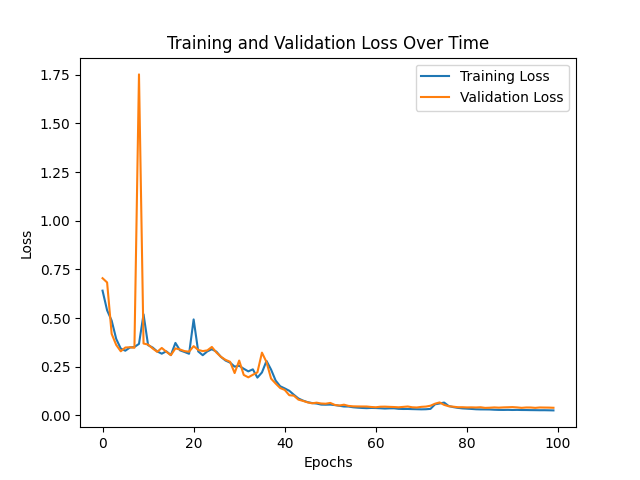 Training and Validation Loss Over Time
Training Loss
Validation Loss
1.75
1.50
1.25
1.00
0.75
0.50
0.25
0.00
Loss
0 20 40 60 80 100
Epochs